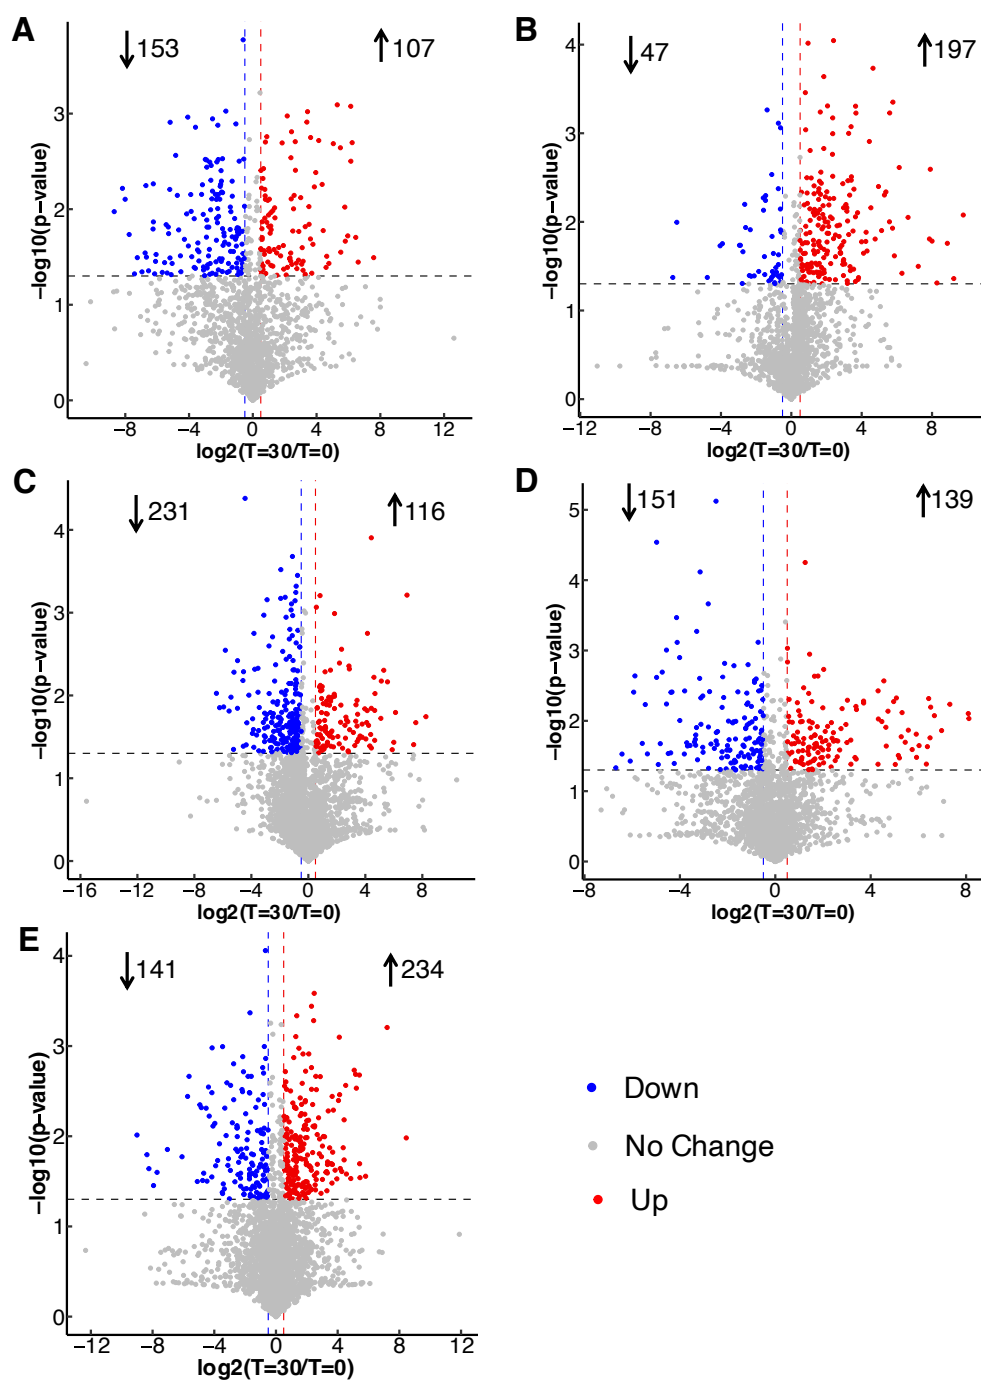 A
↓153
↑107
−log10(p−value)
3
2
1
0
−8 −4 0 4 8 12
log2(T=30/T=0)
B
↓47
↑197
−log10(p−value)
4
3
2
1
0
−12 −8 −4 0 4 8
log2(T=30/T=0)
C
↓231
↑116
−log10(p−value)
4
3
2
1
0
−16 −12 −8 −4 0 4 8
log2(T=30/T=0)
D
↓151
↑139
−log10(p−value)
5
4
3
2
1
0
−8 −4 0 4 8
log2(T=30/T=0)
E
↓141
↑234
−log10(p−value)
4
3
2
1
0
−12 −8 −4 0 4 8 12
log2(T=30/T=0)
Down
No Change
Up